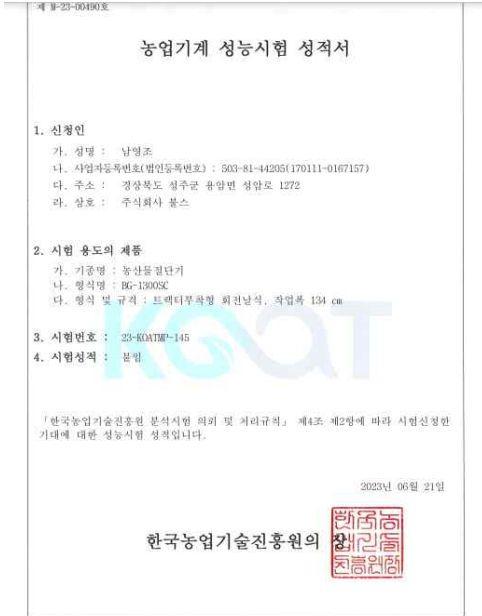 제 M-23-00490호
농업기계 성능시험 성적서
1. 신청인
가. 성명 : 남영조
나. 사업자등록번호(법인등록번호) : 503-81-44205(170111-0167157)
다. 주소 : 경상북도 성주군 용암면 성암로 1272
라. 상호 : 주식회사 불스
2. 시험 용도의 제품
가. 기종명 : 농산물절단기
나. 형식명 : BG-1300SC
다. 형식 및 규격 : 트랙터부착형 회전날식, 작업폭 134 cm
3. 시험번호 : 23-KOATMP-145
4. 시험성적 : 붙임
KOAT
「한국농업기술진흥원 분석시험 의뢰 및 처리규칙」 제4조 제2항에 따라 시험신청한
기대에 대한 성능시험 성적입니다.
2023년 06월 21일
한국농업기술진흥원의 장